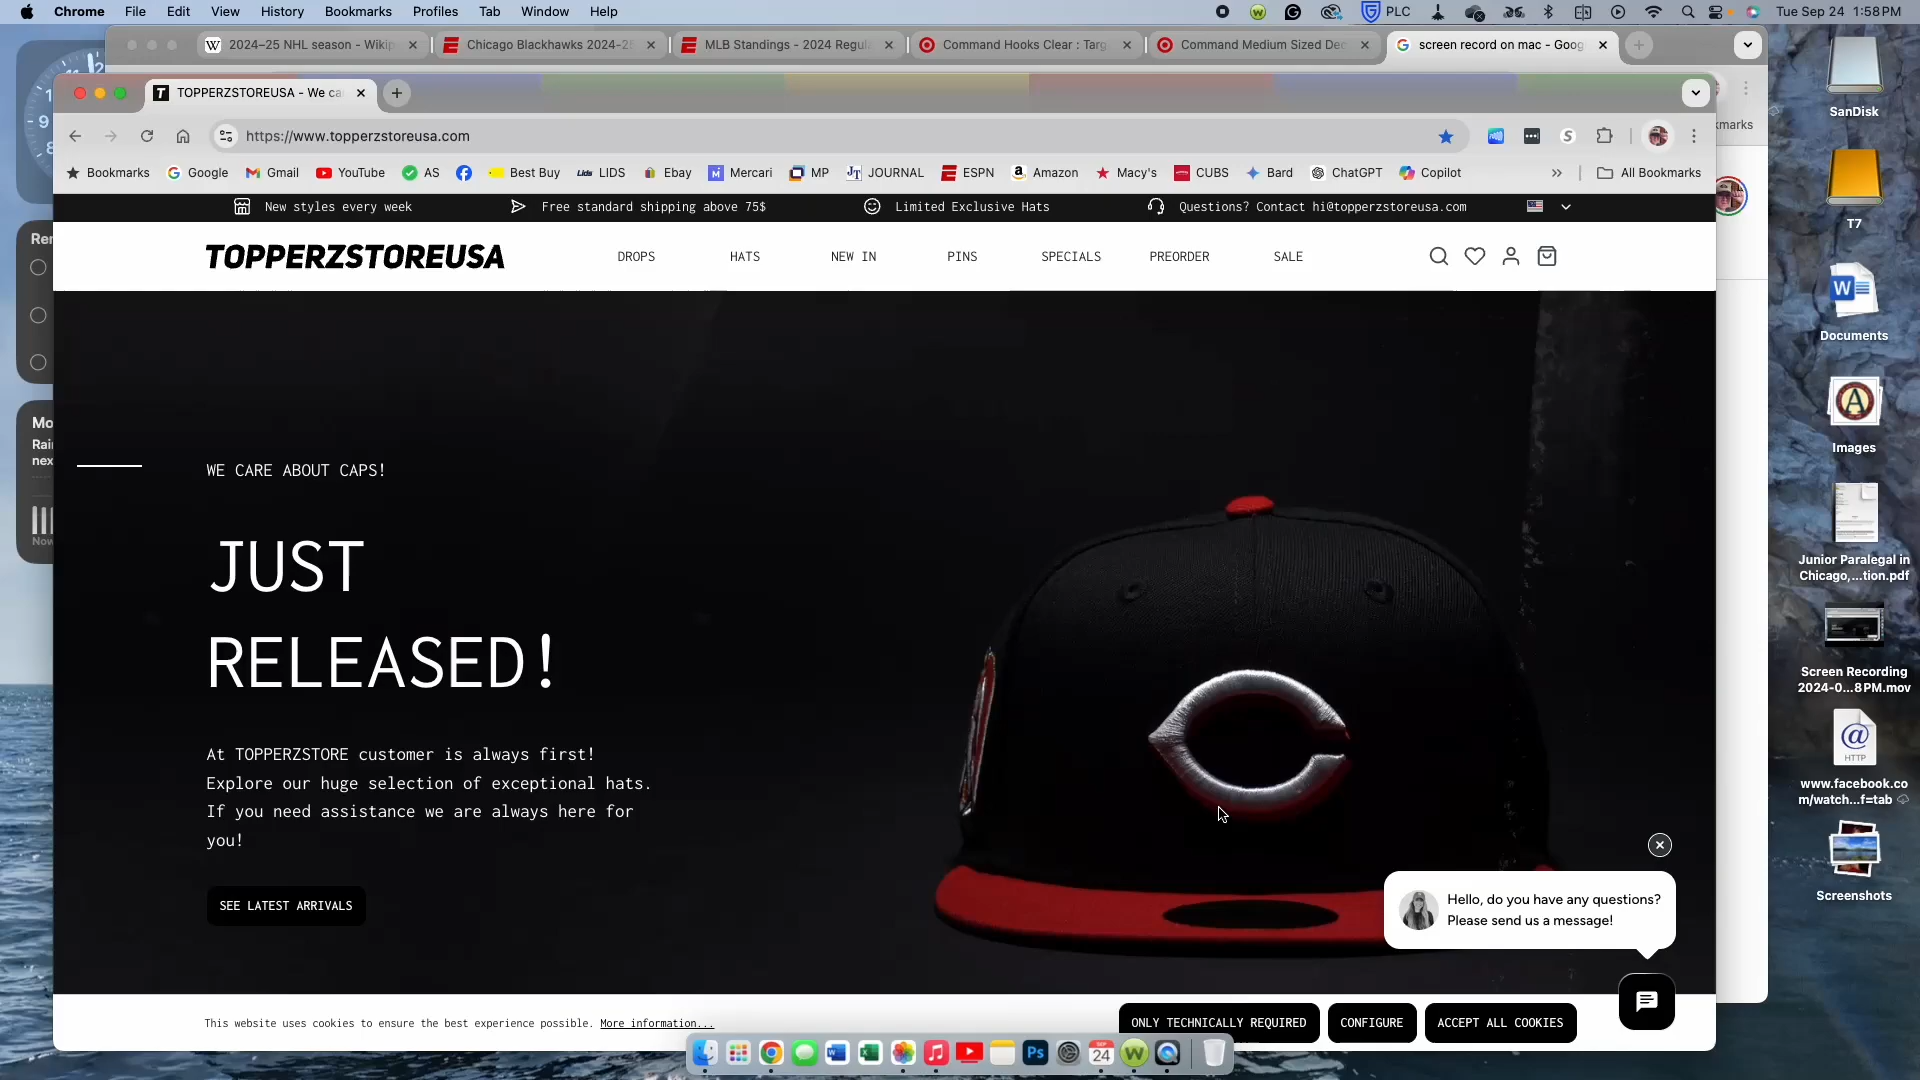 Chrome File Edit View History Bookmarks Profiles Tab Window Help
PLC Tue Sep 24 1:58 PM
2024–25 NHL season - Wikip
Chicago Blackhawks 2024-25
MLB Standings - 2024 Regula
Command Hooks Clear : Targ
Command Medium Sized Dec
screen record on mac - Goog
TOPPERZSTOREUSA - We ca
https://www.topperzstoreusa.com
Bookmarks Google Gmail YouTube AS Best Buy LIDS Ebay Mercari MP JOURNAL ESPN Amazon Macy's CUBS Bard ChatGPT Copilot » All Bookmarks
New styles every week
Free standard shipping above 75$
Limited Exclusive Hats
Questions? Contact hi@topperzstoreusa.com
TOPPERZSTOREUSA
DROPS HATS NEW IN PINS SPECIALS PREORDER SALE
WE CARE ABOUT CAPS!
JUST
RELEASED!
At TOPPERZSTORE customer is always first!
Explore our huge selection of exceptional hats.
If you need assistance we are always here for
you!
SEE LATEST ARRIVALS
Hello, do you have any questions?
Please send us a message!
This website uses cookies to ensure the best experience possible. More information...
ONLY TECHNICALLY REQUIRED
CONFIGURE
ACCEPT ALL COOKIES
SanDisk
T7
Documents
Images
Junior Paralegal in
Chicago,...tion.pdf
Screen Recording
2024-0...8 PM.mov
HTTP
www.facebook.co
m/watch...f=tab
Screenshots
SEP
24
Ps